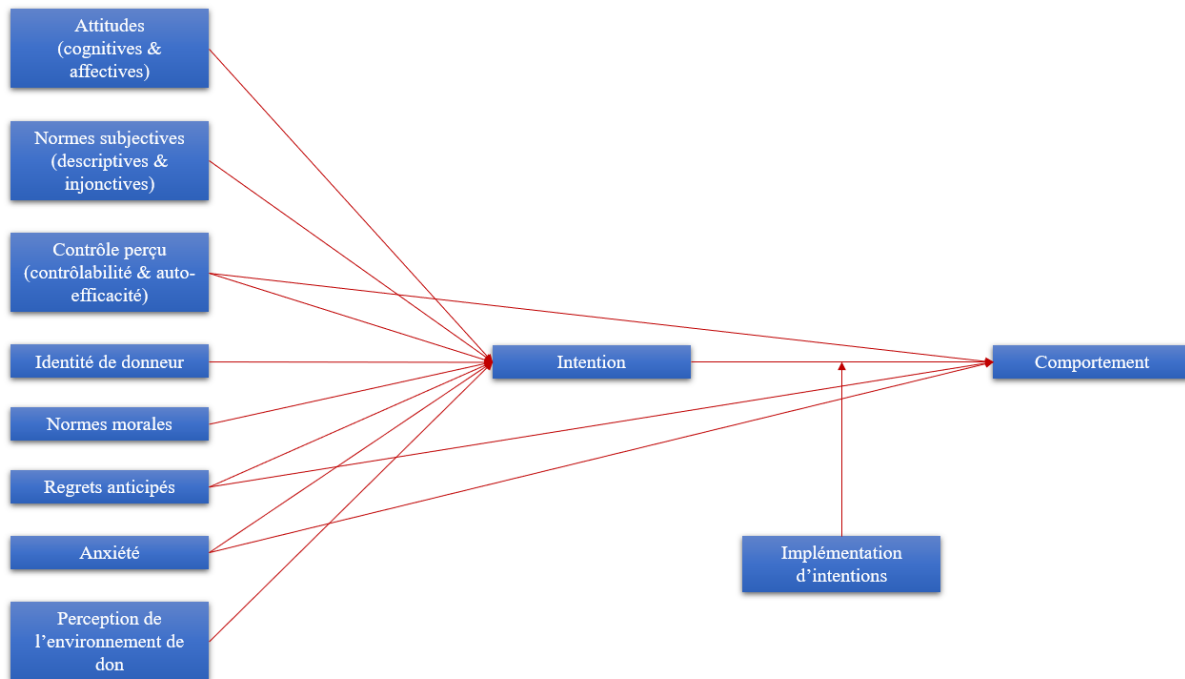 Attitudes
(cognitives &
affectives)
Normes subjectives
(descriptives &
injonctives)
Contrôle perçu
(contrôlabilité & auto-
efficacité)
Identité de donneur
Intention
Comportement
Normes morales
Regrets anticipés
Anxiété
Implémentation
d’intentions
Perception de
l’environnement de
don